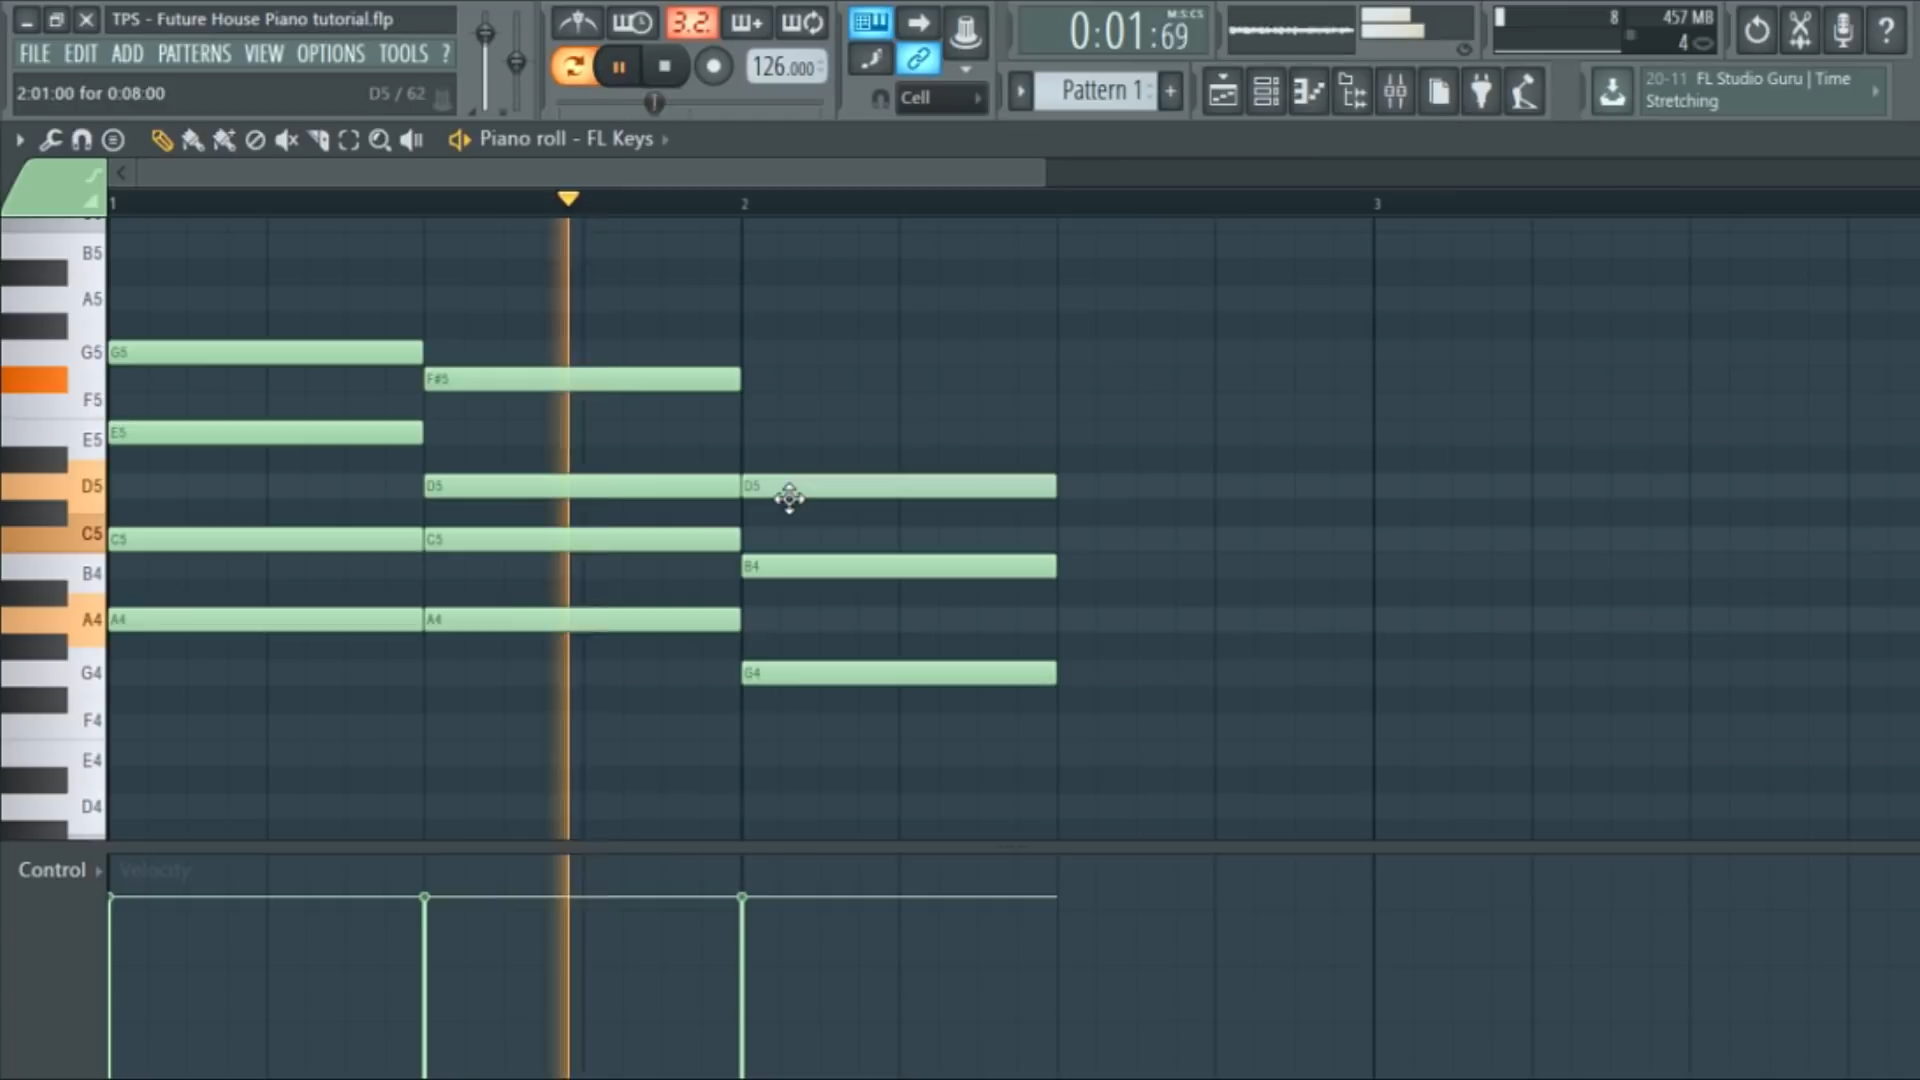 TPS - Future House Piano tutorial.flp
FILE EDIT ADD PATTERNS VIEW OPTIONS TOOLS ?
2:01:00 for 0:08:00 D5 / 62
3.2.
126.000
Cell
0:01:69
M:S:CS
Pattern 1
8
457 MB
4
20-11 FL Studio Guru | Time
Stretching
Piano roll - FL Keys
1 2 3
B5
A5
G5 G5
F#5
F5
E5 E5
D5 D5 D5
C5 C5 C5
B4 B4
A4 A4 A4
G4 G4
F4
E4
D4
Control Velocity